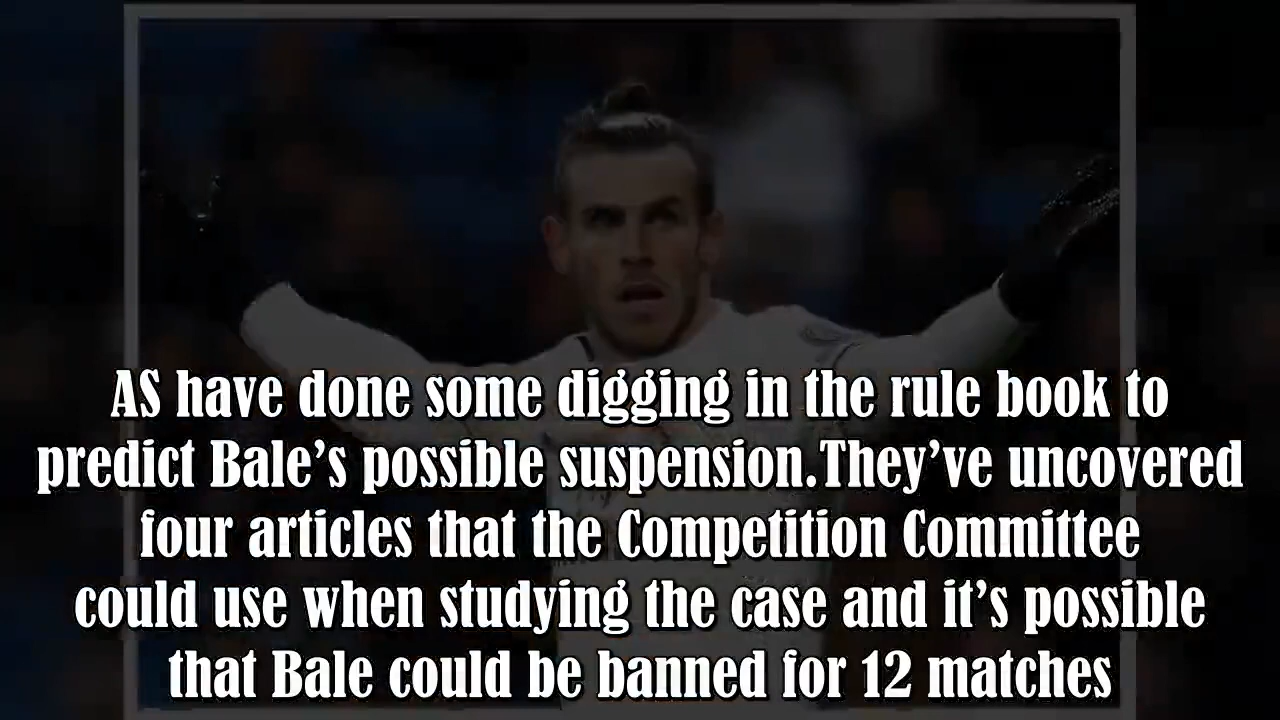 AS have done some digging in the rule book to
predict Bale’s possible suspension.They’ve uncovered
four articles that the Competition Committee
could use when studying the case and it’s possible
that Bale could be banned for 12 matches